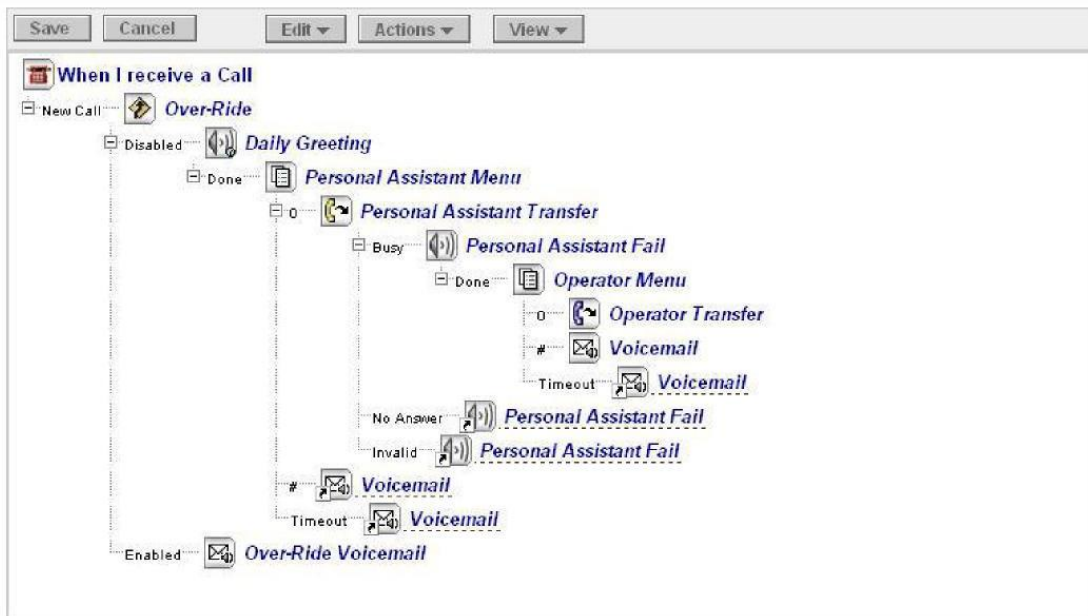 Save Cancel Edit Actions View
When I receive a Call
New Call Over-Ride
Disabled Daily Greeting
Done Personal Assistant Menu
0 Personal Assistant Transfer
Busy Personal Assistant Fail
Done Operator Menu
0 Operator Transfer
# Voicemail
Timeout Voicemail
No Answer Personal Assistant Fail
Invalid Personal Assistant Fail
# Voicemail
Timeout Voicemail
Enabled Over-Ride Voicemail